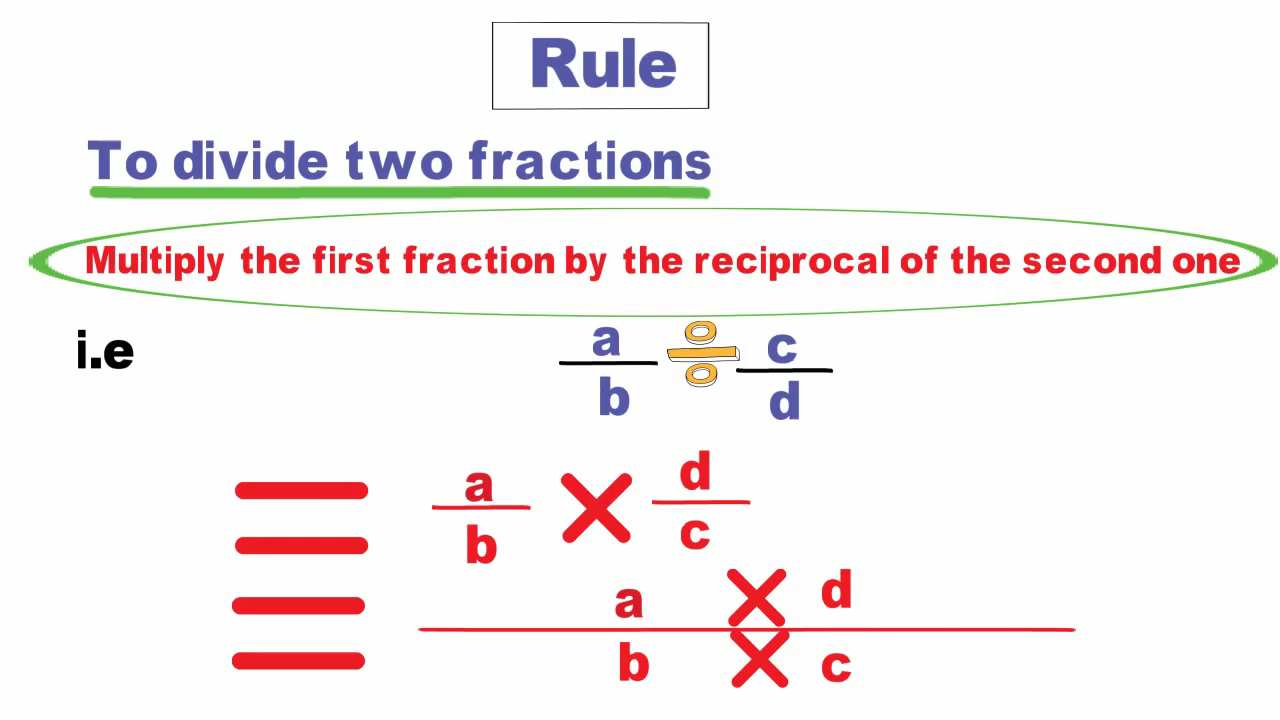 Rule
To divide two fractions
Multiply the first fraction by the reciprocal of the second one
i.e
a ÷ c
b d
= a × d
b c
= a × d
b × c